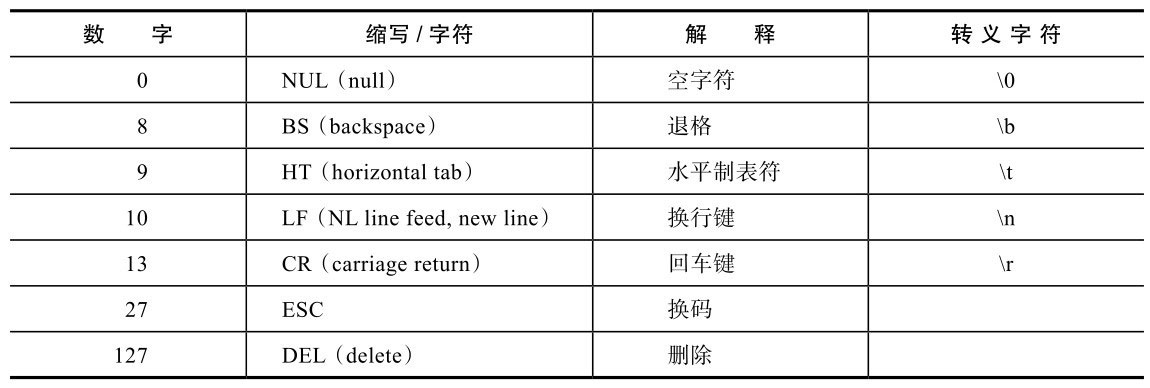 数 字 缩写/字符 解 释 转义字符
0 NUL（null） 空字符 \0
8 BS（backspace） 退格 \b
9 HT（horizontal tab） 水平制表符 \t
10 LF（NL line feed, new line） 换行键 \n
13 CR（carriage return） 回车键 \r
27 ESC 换码
127 DEL（delete） 删除